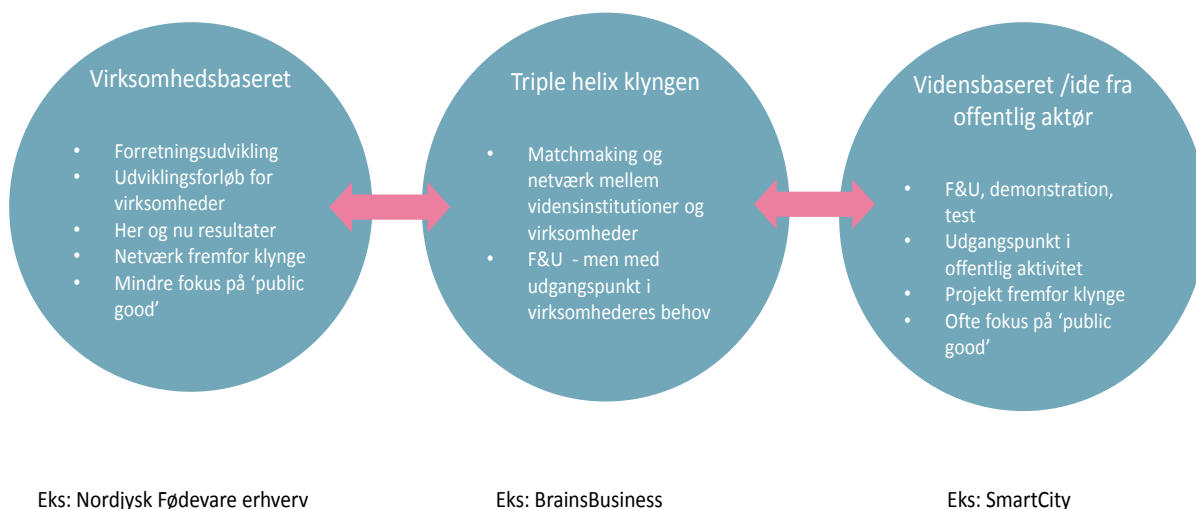 Virksomhedsbaseret
• Forretningsudvikling
• Udviklingsforløb for
virksomheder
• Her og nu resultater
• Netværk fremfor klynge
• Mindre fokus på ‘public
good’
Triple helix klyngen
• Matchmaking og
netværk mellem
vidensinstitutioner og
virksomheder
• F&U - men med
udgangspunkt i
virksomhederes behov
Vidensbaseret /ide fra
offentlig aktør
• F&U, demonstration,
test
• Udgangspunkt i
offentlig aktivitet
• Projekt fremfor klynge
• Ofte fokus på ‘public
good’
Eks: Nordjysk Fødevare erhverv
Eks: BrainsBusiness
Eks: SmartCity